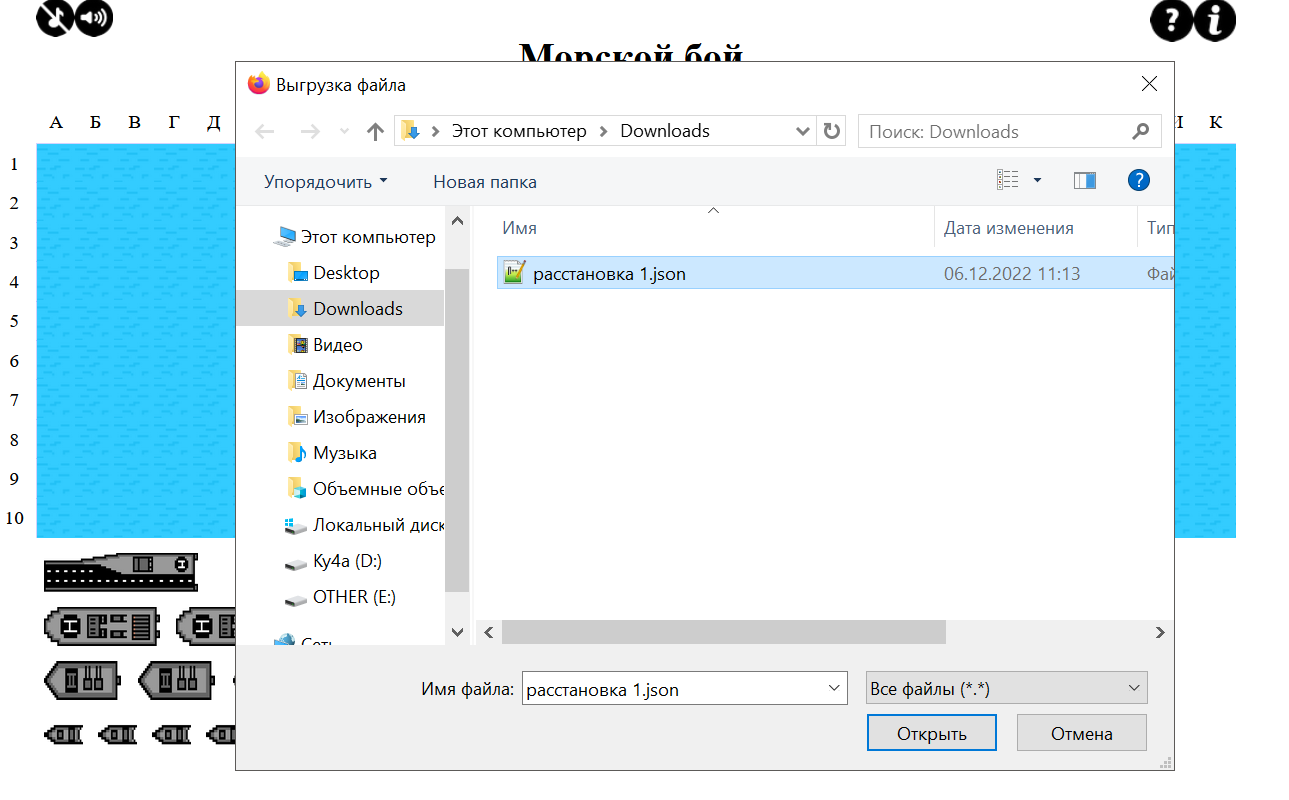 Морской бой
Выгрузка файла
Этот компьютер
Downloads
Поиск: Downloads
А Б В Г Д
К
Упорядочить
Новая папка
?
1
2
3
4
5
6
7
8
9
10
Этот компьютер
Desktop
Downloads
Видео
Документы
Изображения
Музыка
Объемные объе
Локальный диск
Ky4a (D:)
OTHER (E:)
Сеть
Имя
Дата изменения
Тип
расстановка 1.json
06.12.2022 11:13
Фай
Имя файла:
расстановка 1.json
Все файлы (*.*)
Открыть
Отмена